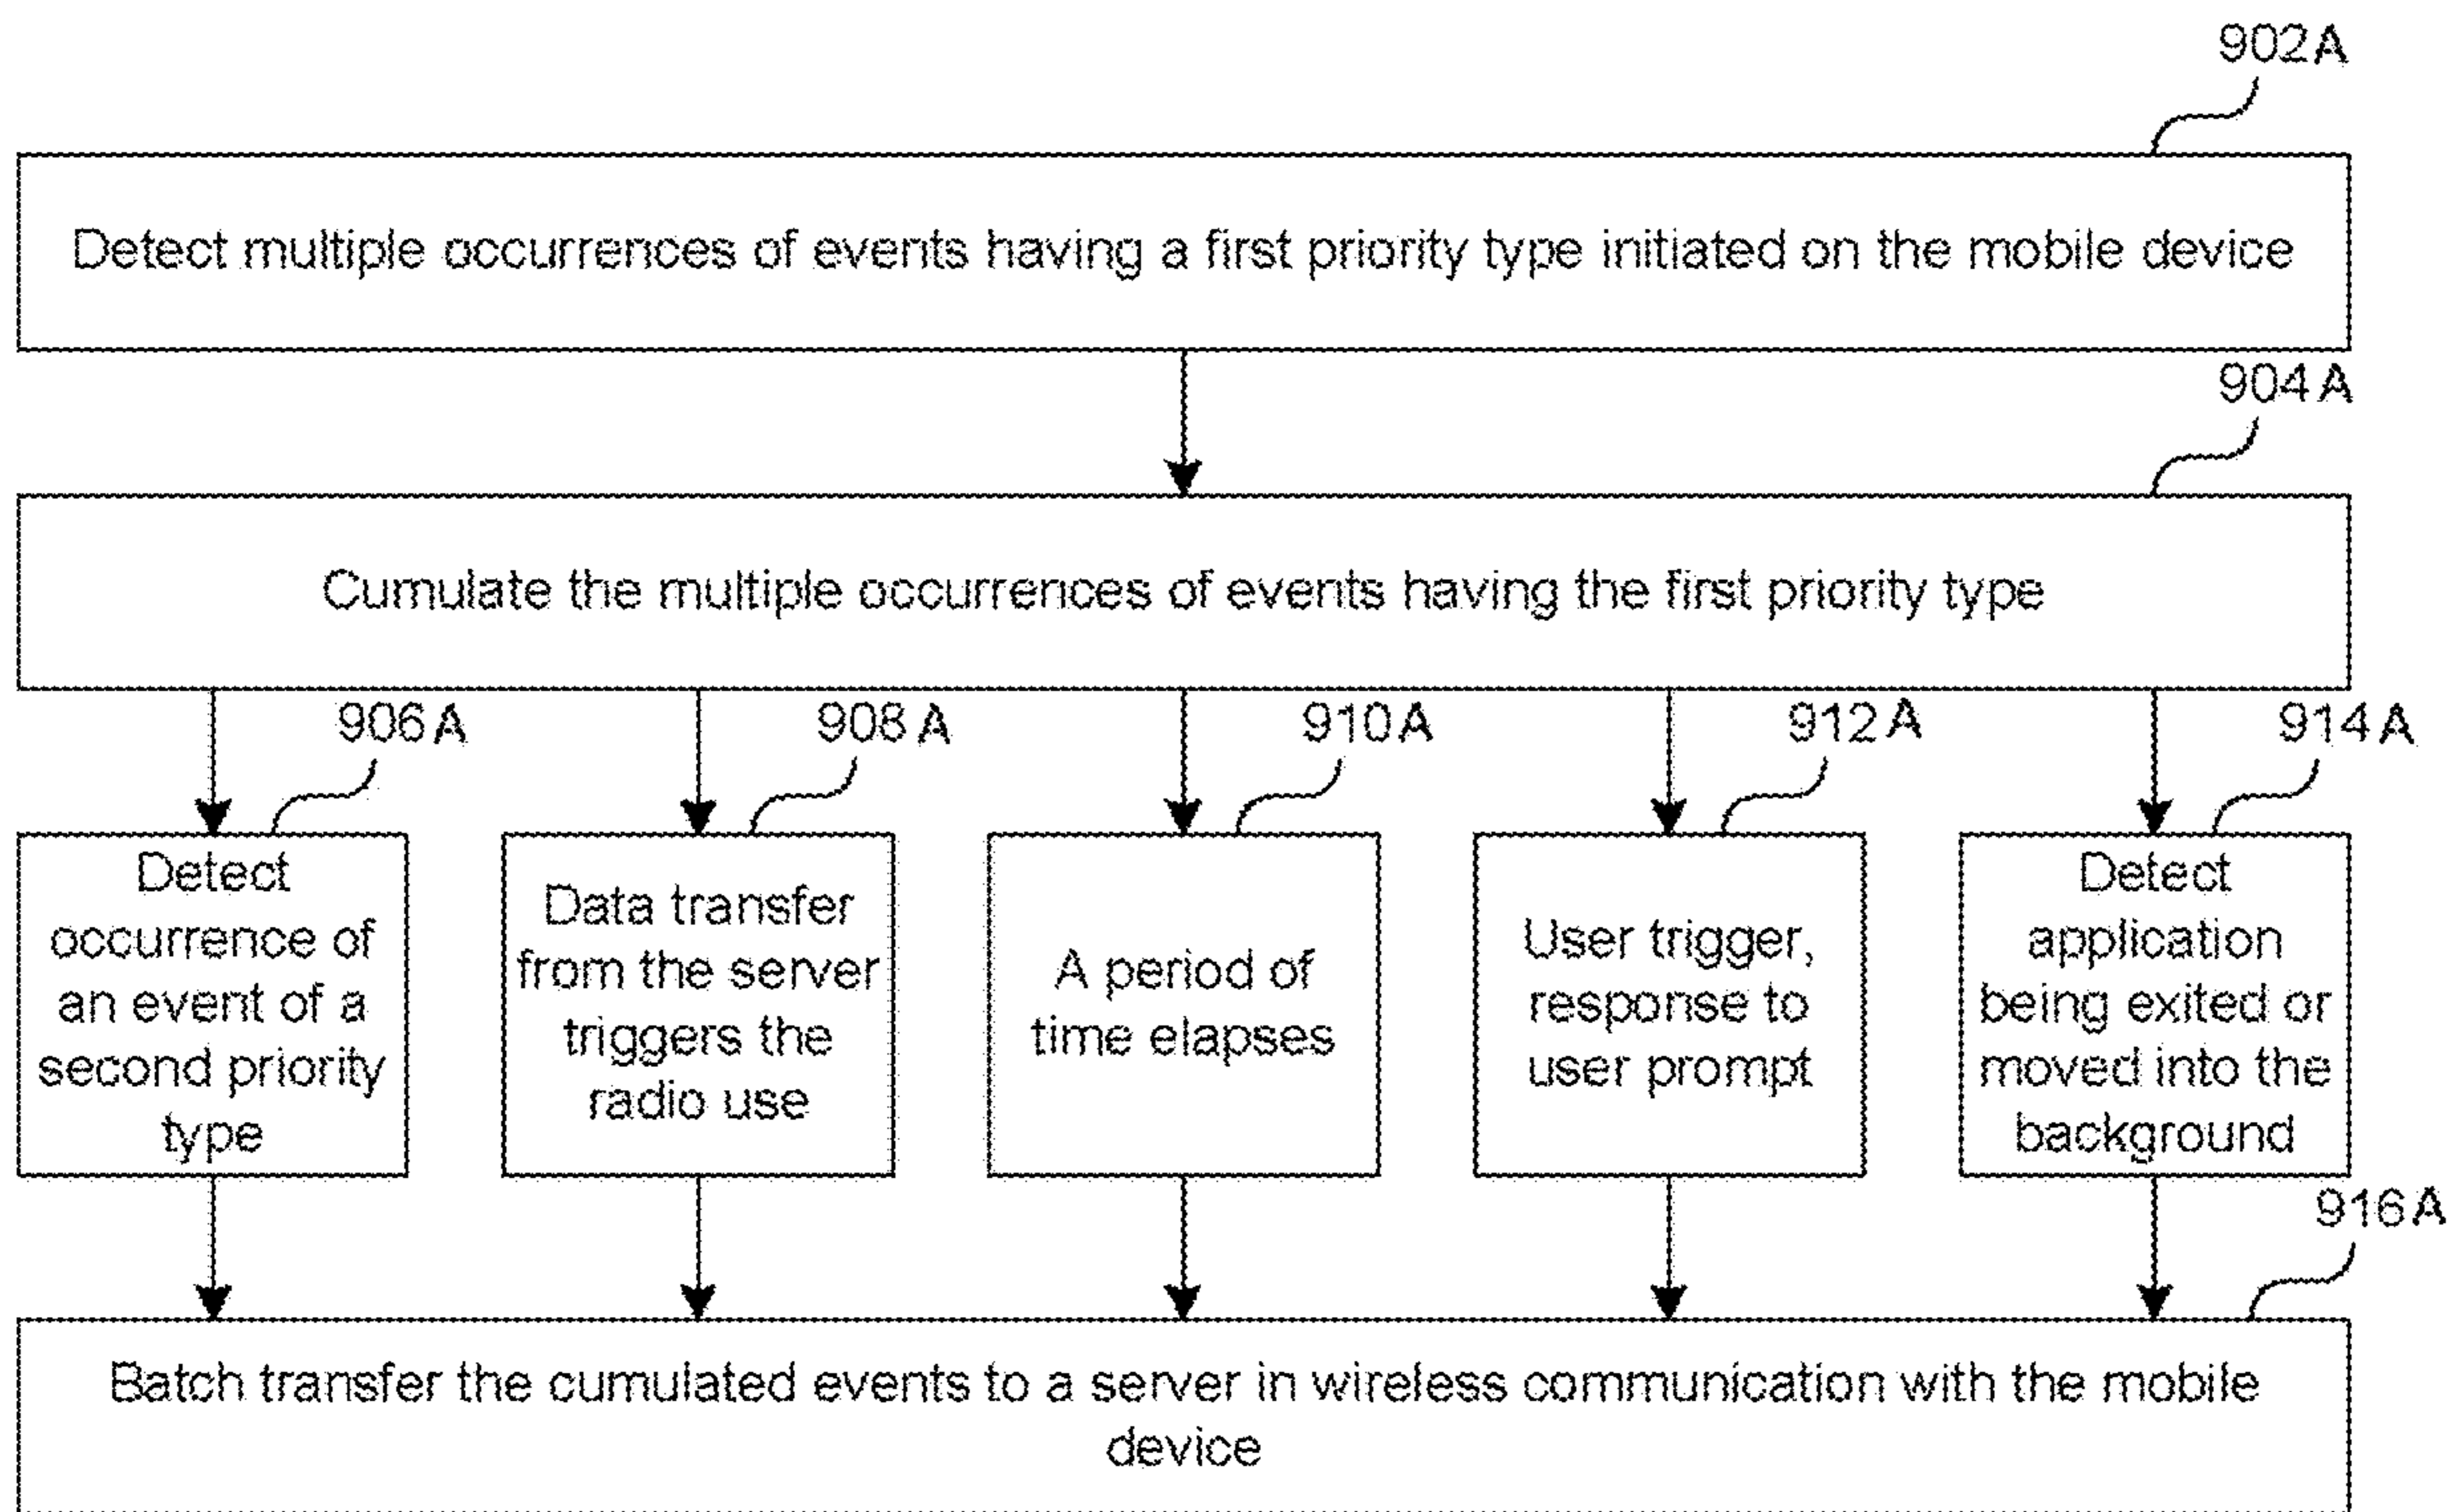 902A
Detect multiple occurrences of events having a first priority type initiated on the mobile device
904A
Cumulate the multiple occurrences of events having the first priority type
906A
908A
910A
912A
914A
Detect
occurrence of
an event of a
second priority
type
Data transfer
from the server
triggers the
radio use
A period of
time elapses
User trigger,
response to
user prompt
Detect
application
being exited or
moved into the
background
916A
Batch transfer the cumulated events to a server in wireless communication with the mobile
device